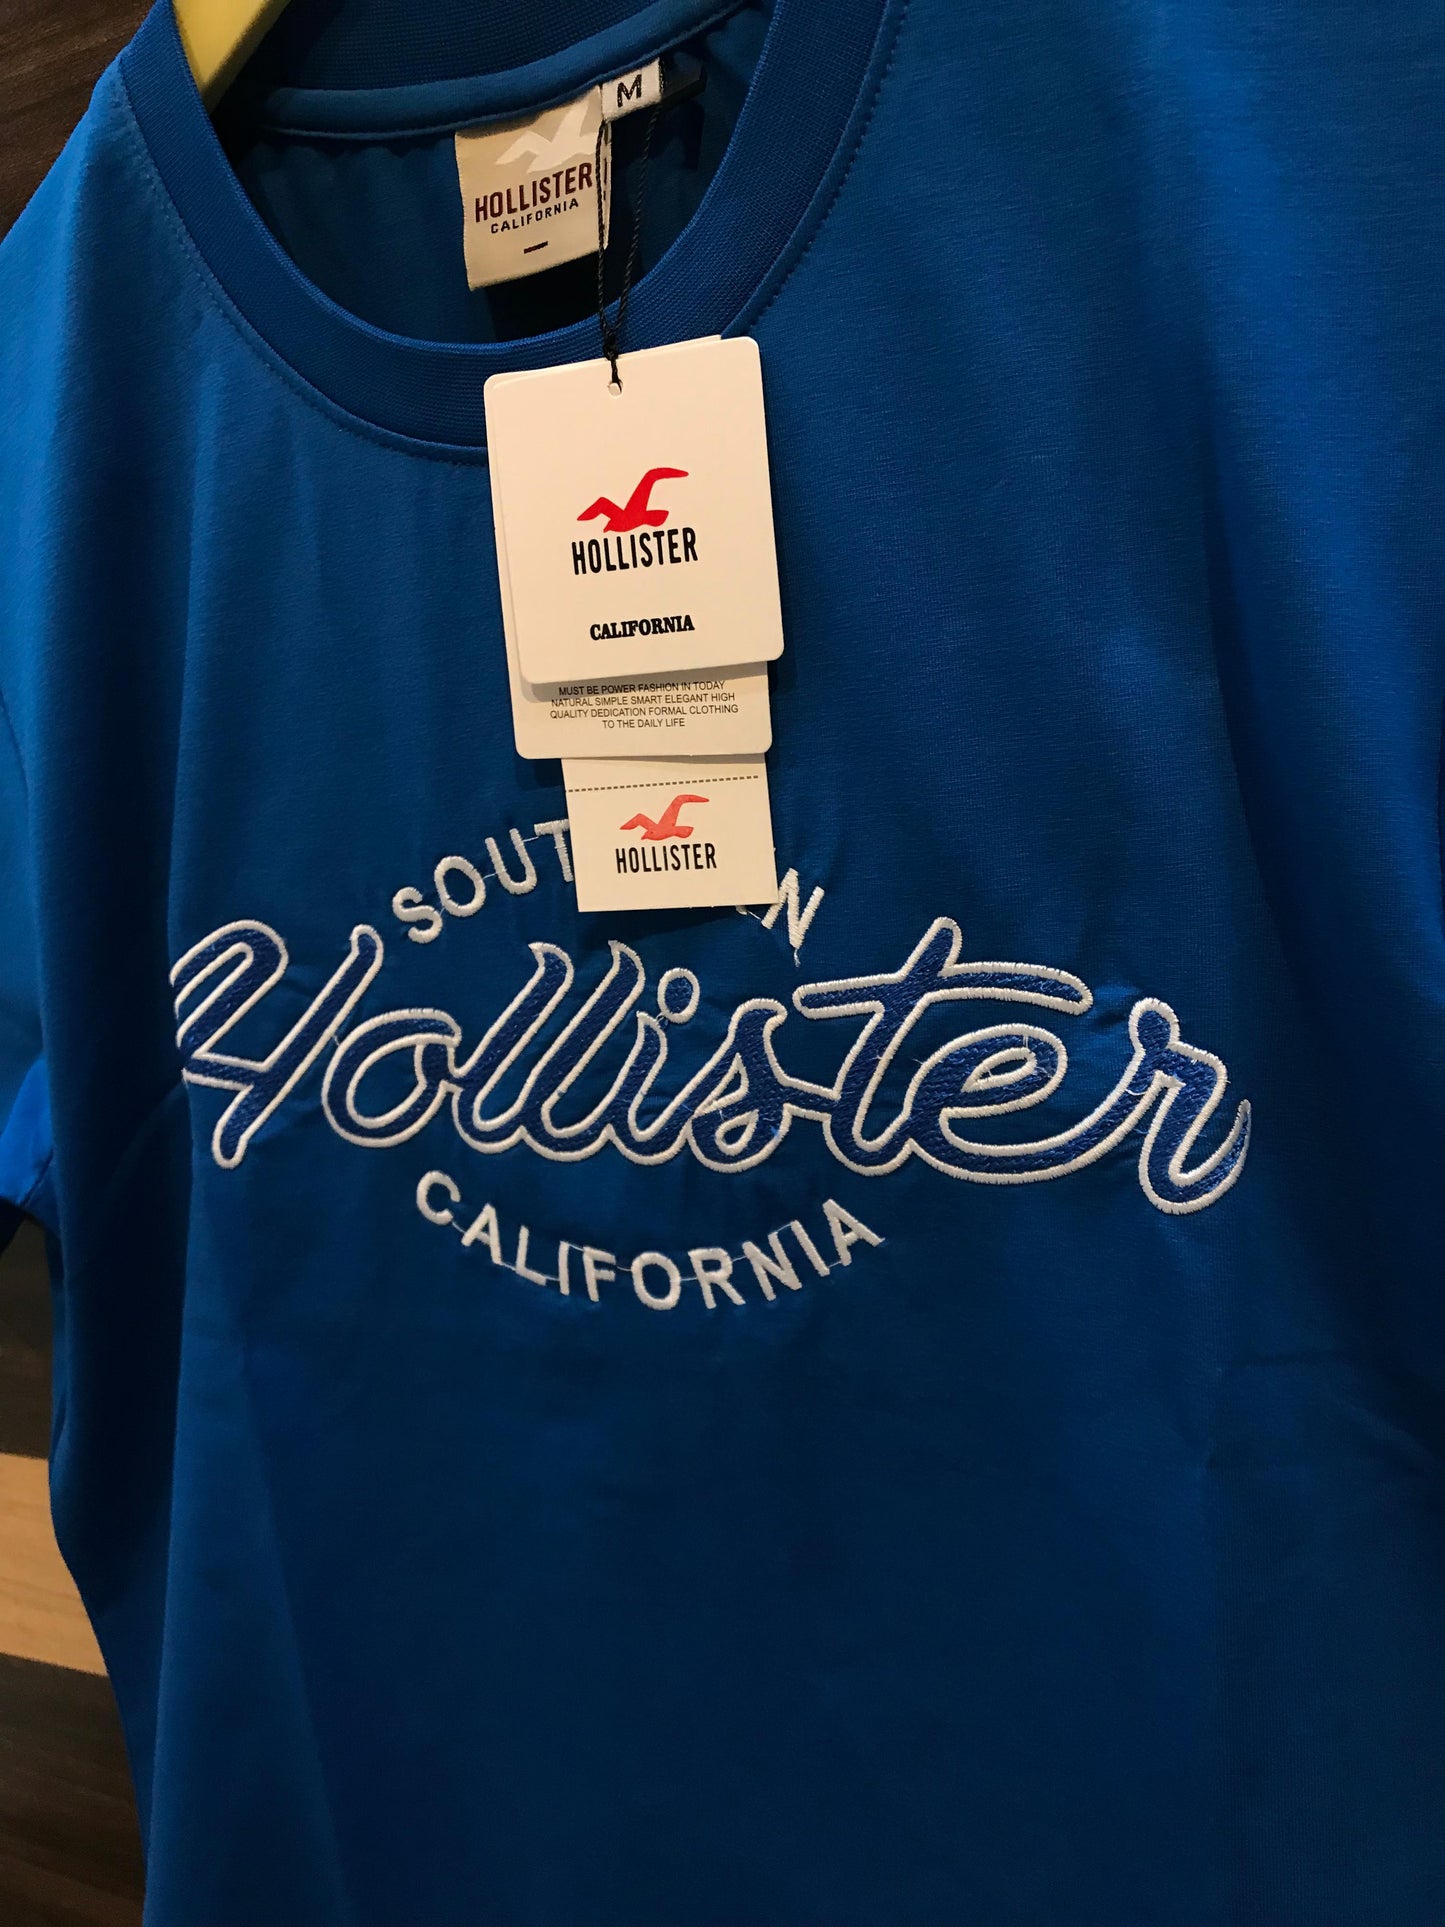 M
HOLLISTER
CALIFORNIA
HOLLISTER
CALIFORNIA
MUST BE POWER FASHION IN TODAY
NATURAL SIMPLE SMART ELEGANT HIGH
QUALITY DEDICATION FORMAL CLOTHING
TO THE DAILY LIFE
HOLLISTER
Hollister
CALIFORNIA